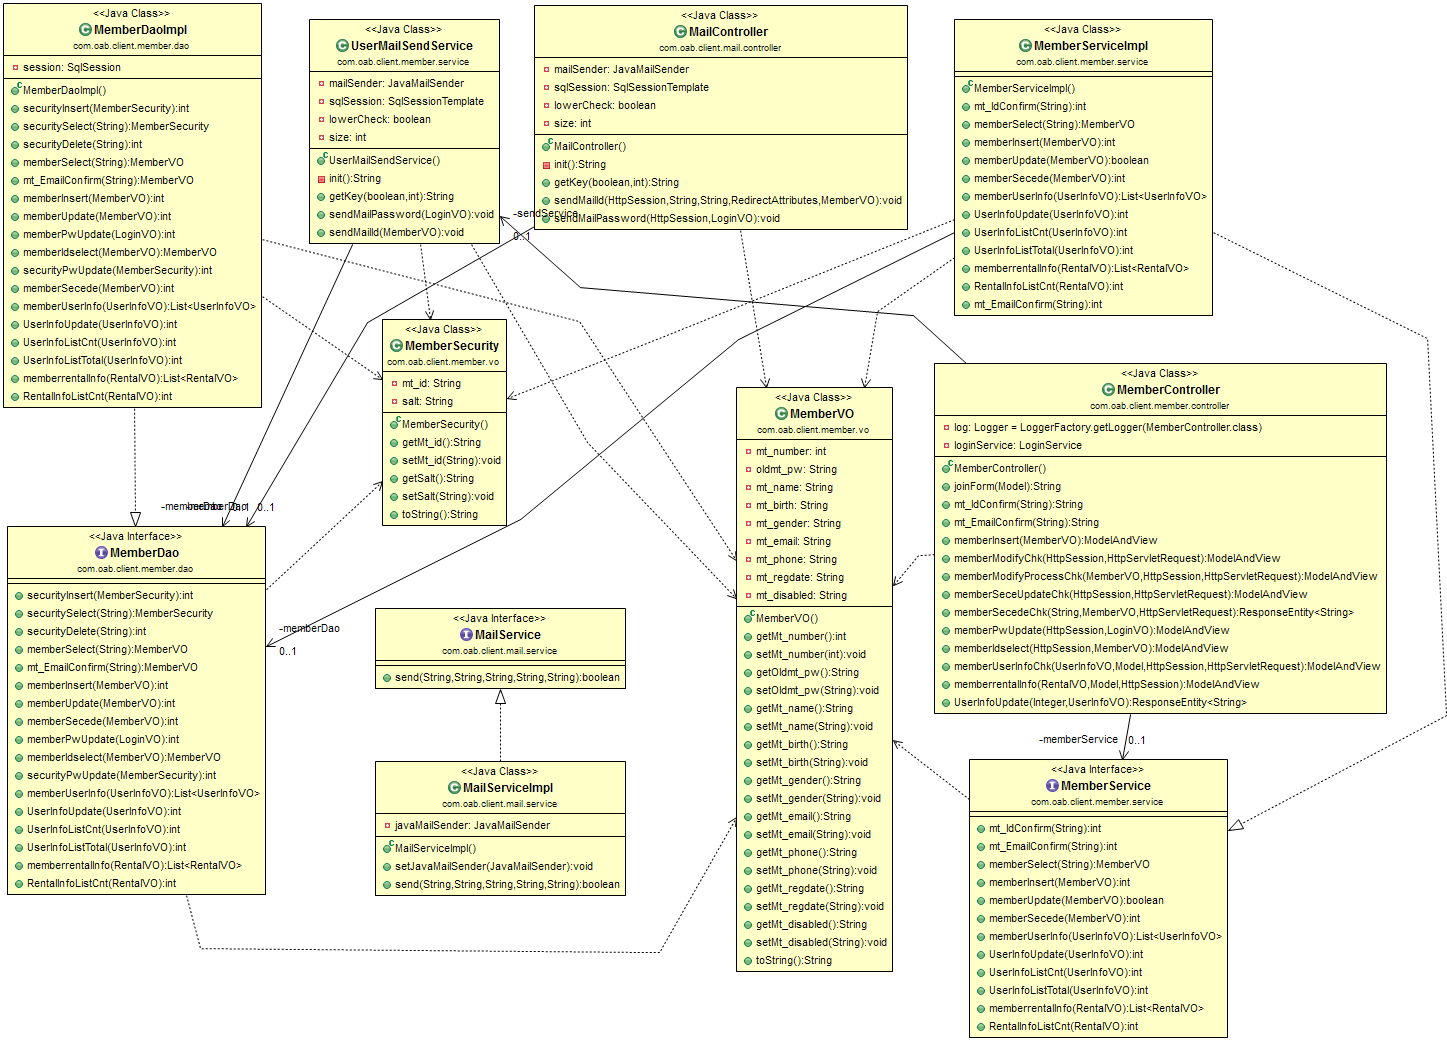 <<Java Class>>
MemberDaoImpl
com.oab.client.member.dao
session: SqlSession
MemberDaoImpl()
securityInsert(MemberSecurity):int
securitySelect(String):MemberSecurity
securityDelete(String):int
memberSelect(String):MemberVO
mt_EmailConfirm(String):MemberVO
memberInsert(MemberVO):int
memberUpdate(MemberVO):int
memberPwUpdate(LoginVO):int
memberIdselect(MemberVO):MemberVO
securityPwUpdate(MemberSecurity):int
memberSecede(MemberVO):int
memberUserInfo(UserInfoVO):List<UserInfoVO>
UserInfoUpdate(UserInfoVO):int
UserInfoListCnt(UserInfoVO):int
UserInfoListTotal(UserInfoVO):int
memberrentalInfo(RentalVO):List<RentalVO>
RentalInfoListCnt(RentalVO):int
<<Java Class>>
UserMailSendService
com.oab.client.member.service
mailSender: JavaMailSender
sqlSession: SqlSessionTemplate
lowerCheck: boolean
size: int
UserMailSendService()
init():String
getKey(boolean,int):String
sendMailPassword(LoginVO):void
sendMailId(MemberVO):void
<<Java Class>>
MailController
com.oab.client.mail.controller
mailSender: JavaMailSender
sqlSession: SqlSessionTemplate
lowerCheck: boolean
size: int
MailController()
init():String
getKey(boolean,int):String
sendMailId(HttpSession,String,String,RedirectAttributes,MemberVO):void
sendMailPassword(HttpSession,LoginVO):void
-sendService
0..1
<<Java Class>>
MemberServiceImpl
com.oab.client.member.service
MemberServiceImpl()
mt_IdConfirm(String):int
memberSelect(String):MemberVO
memberInsert(MemberVO):int
memberUpdate(MemberVO):boolean
memberSecede(MemberVO):int
memberUserInfo(UserInfoVO):List<UserInfoVO>
UserInfoUpdate(UserInfoVO):int
UserInfoListCnt(UserInfoVO):int
UserInfoListTotal(UserInfoVO):int
memberrentalInfo(RentalVO):List<RentalVO>
RentalInfoListCnt(RentalVO):int
mt_EmailConfirm(String):int
<<Java Class>>
MemberSecurity
com.oab.client.member.vo
mt_id: String
salt: String
MemberSecurity()
getMt_id():String
setMt_id(String):void
getSalt():String
setSalt(String):void
toString():String
<<Java Class>>
MemberVO
com.oab.client.member.vo
mt_number: int
oldmt_pw: String
mt_name: String
mt_birth: String
mt_gender: String
mt_email: String
mt_phone: String
mt_regdate: String
mt_disabled: String
MemberVO()
getMt_number():int
setMt_number(int):void
getOldmt_pw():String
setOldmt_pw(String):void
getMt_name():String
setMt_name(String):void
getMt_birth():String
setMt_birth(String):void
getMt_gender():String
setMt_gender(String):void
getMt_email():String
setMt_email(String):void
getMt_phone():String
setMt_phone(String):void
getMt_regdate():String
setMt_regdate(String):void
getMt_disabled():String
setMt_disabled(String):void
toString():String
<<Java Class>>
MemberController
com.oab.client.member.controller
log: Logger = LoggerFactory.getLogger(MemberController.class)
loginService: LoginService
MemberController()
joinForm(Model):String
mt_IdConfirm(String):String
mt_EmailConfirm(String):String
memberInsert(MemberVO):ModelAndView
memberModifyChk(HttpSession,HttpServletRequest):ModelAndView
memberModifyProcessChk(MemberVO,HttpSession,HttpServletRequest):ModelAndView
memberSeceUpdateChk(HttpSession,HttpServletRequest):ModelAndView
memberSecedeChk(String,MemberVO,HttpServletRequest):ResponseEntity<String>
memberPwUpdate(HttpSession,LoginVO):ModelAndView
memberIdselect(HttpSession,MemberVO):ModelAndView
memberUserInfoChk(UserInfoVO,Model,HttpSession,HttpServletRequest):ModelAndView
memberrentalInfo(RentalVO,Model,HttpSession):ModelAndView
UserInfoUpdate(Integer,UserInfoVO):ResponseEntity<String>
-memberDao
0..1
<<Java Interface>>
MemberDao
com.oab.client.member.dao
securityInsert(MemberSecurity):int
securitySelect(String):MemberSecurity
securityDelete(String):int
memberSelect(String):MemberVO
mt_EmailConfirm(String):MemberVO
memberInsert(MemberVO):int
memberUpdate(MemberVO):int
memberSecede(MemberVO):int
memberPwUpdate(LoginVO):int
memberIdselect(MemberVO):MemberVO
securityPwUpdate(MemberSecurity):int
memberUserInfo(UserInfoVO):List<UserInfoVO>
UserInfoUpdate(UserInfoVO):int
UserInfoListCnt(UserInfoVO):int
UserInfoListTotal(UserInfoVO):int
memberrentalInfo(RentalVO):List<RentalVO>
RentalInfoListCnt(RentalVO):int
-memberDao
0..1
<<Java Interface>>
MailService
com.oab.client.mail.service
send(String,String,String,String,String):boolean
<<Java Class>>
MailServiceImpl
com.oab.client.mail.service
javaMailSender: JavaMailSender
MailServiceImpl()
setJavaMailSender(JavaMailSender):void
send(String,String,String,String,String):boolean
-memberService
0..1
<<Java Interface>>
MemberService
com.oab.client.member.service
mt_IdConfirm(String):int
mt_EmailConfirm(String):int
memberSelect(String):MemberVO
memberInsert(MemberVO):int
memberUpdate(MemberVO):boolean
memberSecede(MemberVO):int
memberUserInfo(UserInfoVO):List<UserInfoVO>
UserInfoUpdate(UserInfoVO):int
UserInfoListCnt(UserInfoVO):int
UserInfoListTotal(UserInfoVO):int
memberrentalInfo(RentalVO):List<RentalVO>
RentalInfoListCnt(RentalVO):int